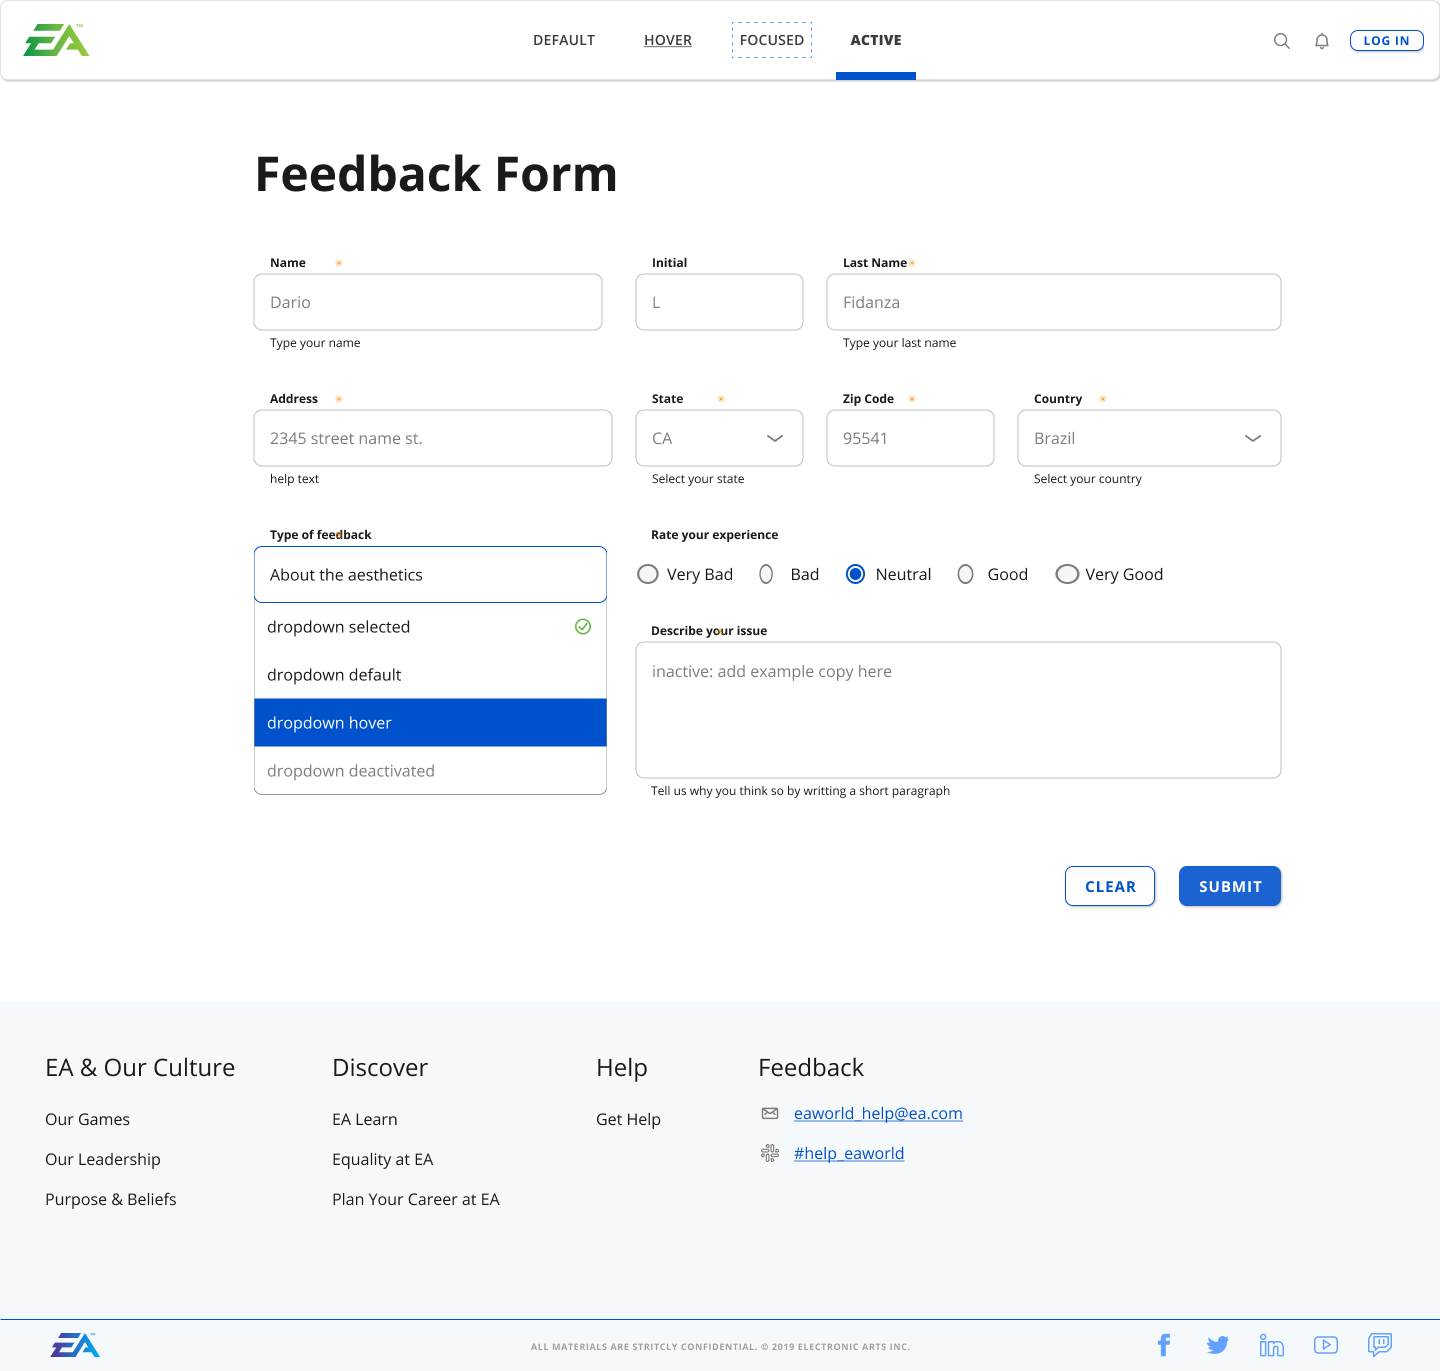 EA™
DEFAULT HOVER FOCUSED ACTIVE LOG IN
Feedback Form
Name * Initial Last Name*
Dario L Fidanza
Type your name Type your last name
Address * State * Zip Code * Country *
2345 street name st. CA 95541 Brazil
help text Select your state Select your country
Type of feedback Rate your experience
About the aesthetics Very Bad Bad Neutral Good Very Good
dropdown selected
Describe your issue
dropdown default inactive: add example copy here
dropdown hover
dropdown deactivated
Tell us why you think so by writting a short paragraph
CLEAR SUBMIT
EA & Our Culture Discover Help Feedback
Our Games EA Learn Get Help eaworld_help@ea.com
Our Leadership Equality at EA #help_eaworld
Purpose & Beliefs Plan Your Career at EA
EA ALL MATERIALS ARE STRITCLY CONFIDENTIAL. © 2019 ELECTRONIC ARTS INC.